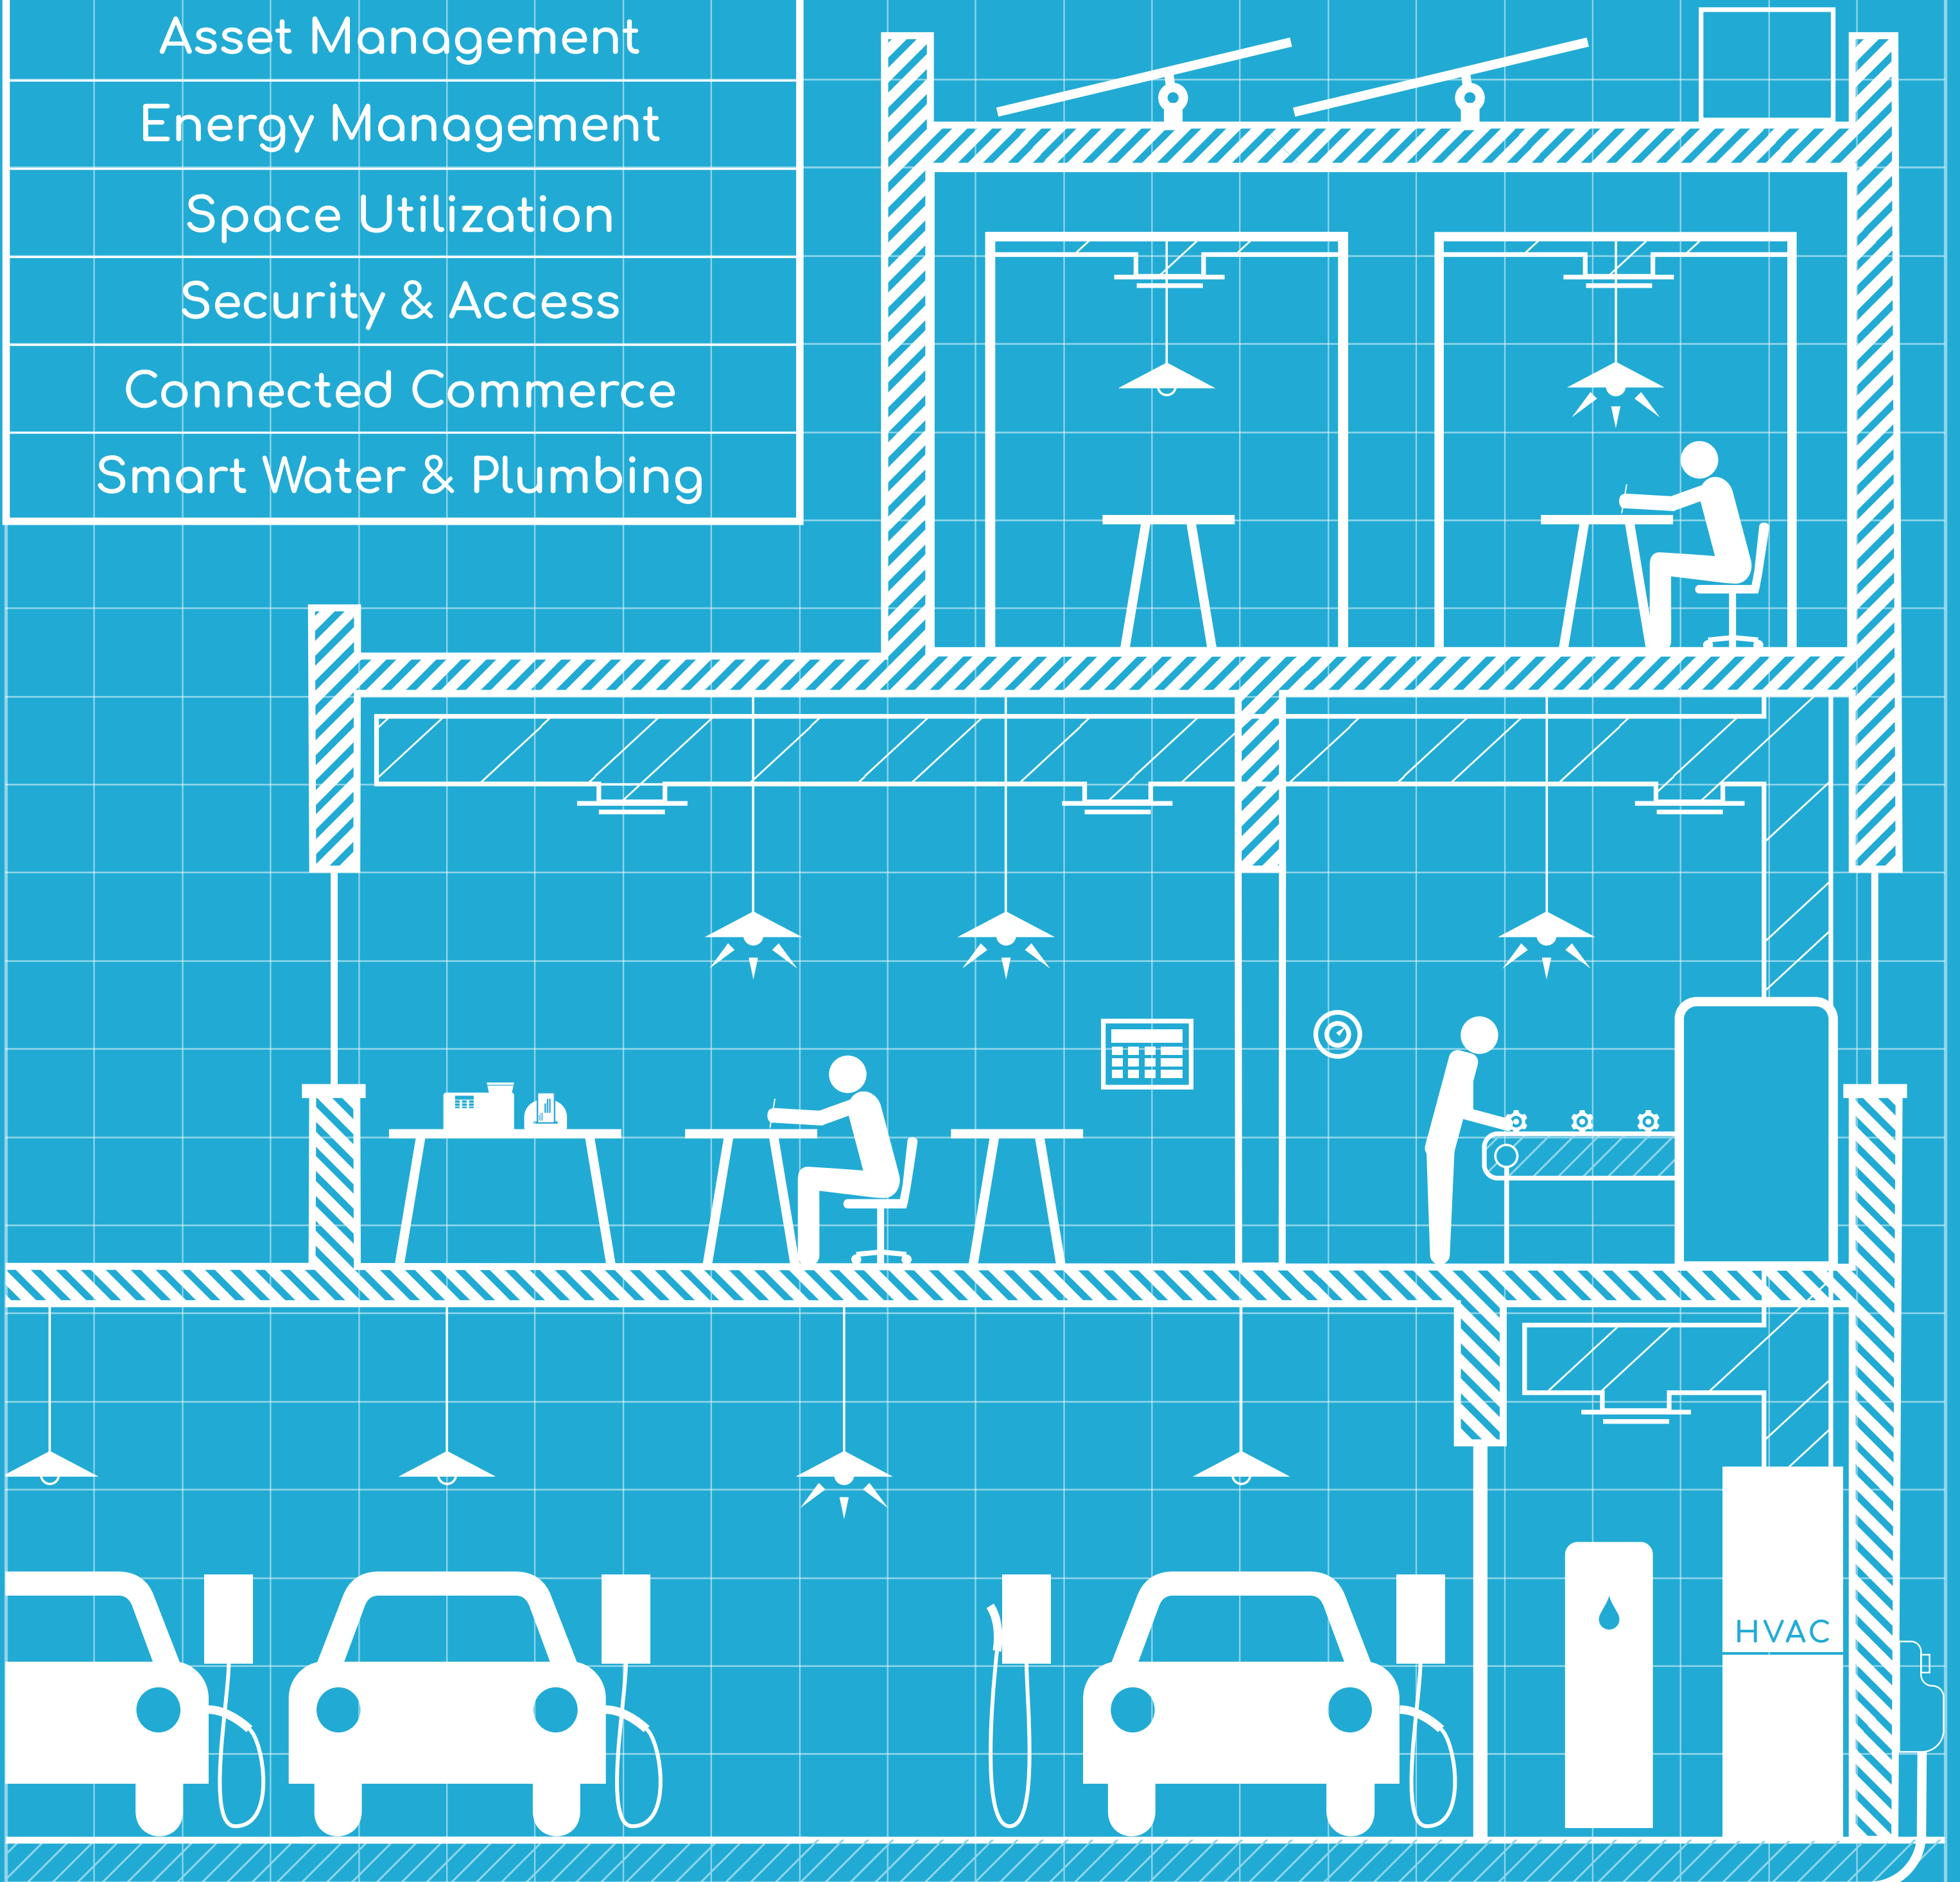 Asset Management
Energy Management
Space Utilization
Security & Access
Connected Commerce
Smart Water & Plumbing
HVAC